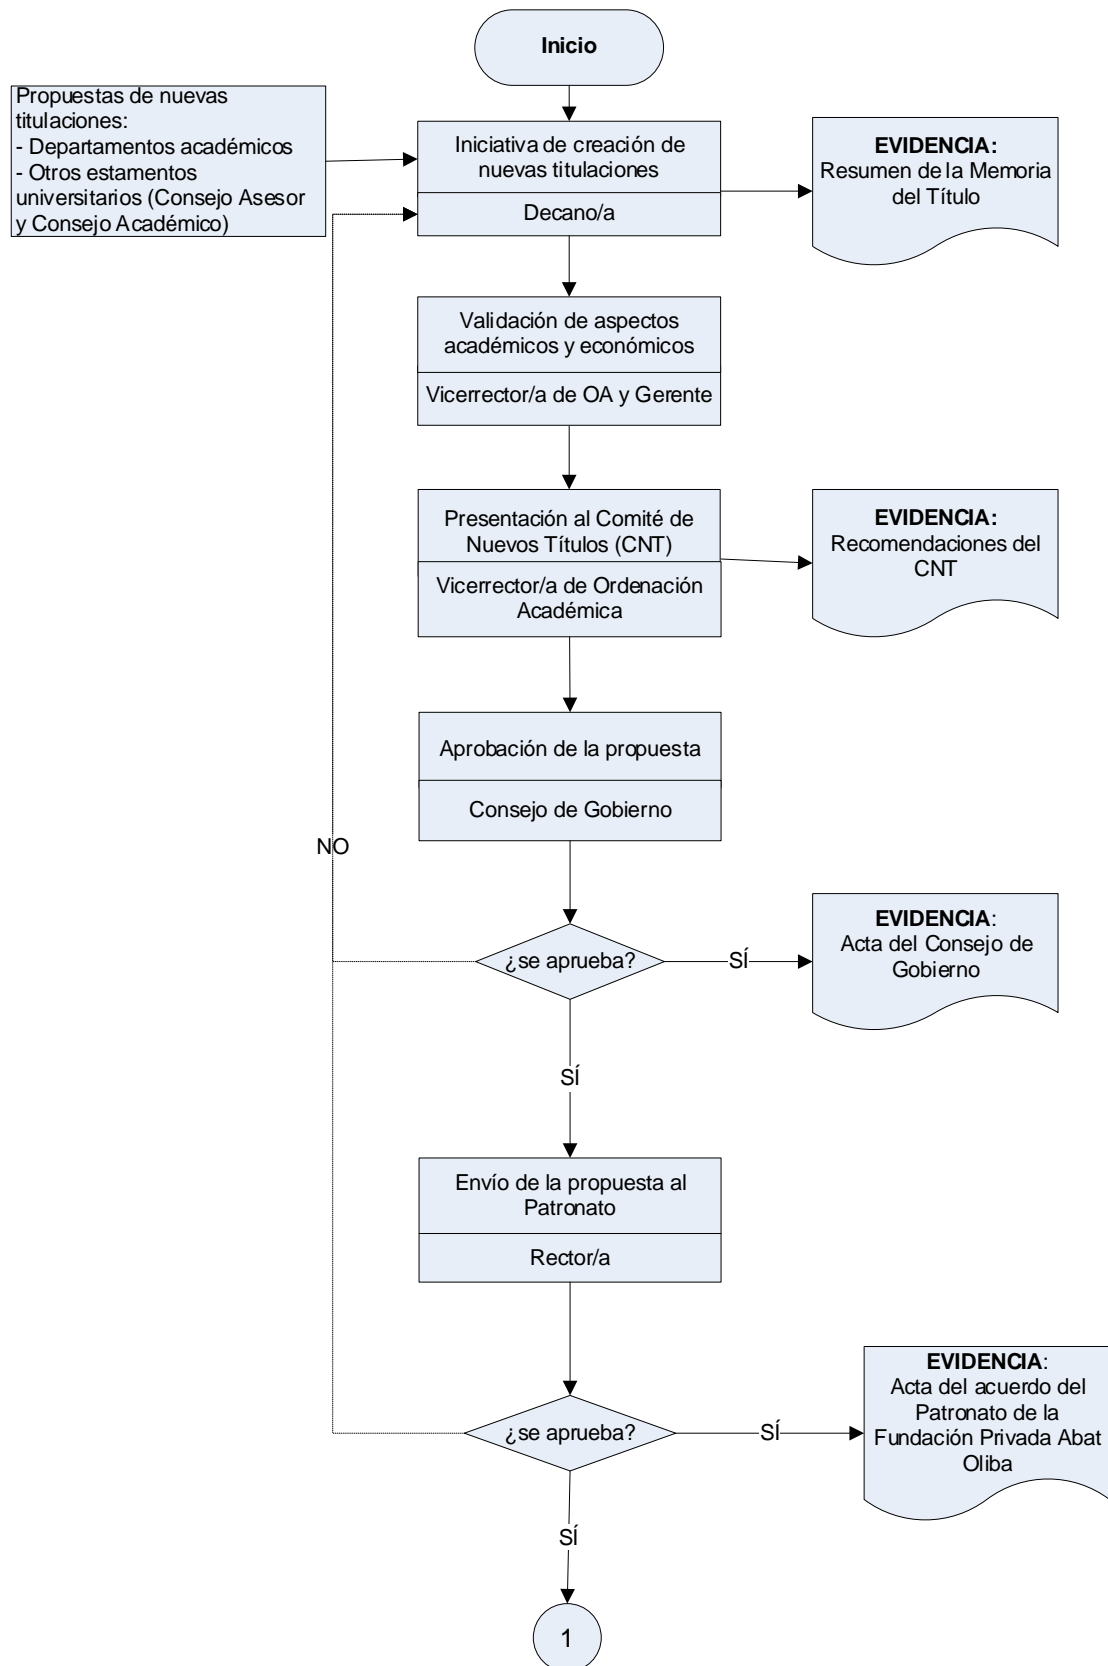 Inicio
Propuestas de nuevas
titulaciones:
- Departamentos académicos
- Otros estamentos
universitarios (Consejo Asesor
y Consejo Académico)
Iniciativa de creación de
nuevas titulaciones
Decano/a
EVIDENCIA:
Resumen de la Memoria
del Título
Validación de aspectos
académicos y económicos
Vicerrector/a de OA y Gerente
Presentación al Comité de
Nuevos Títulos (CNT)
Vicerrector/a de Ordenación
Académica
EVIDENCIA:
Recomendaciones del
CNT
Aprobación de la propuesta
Consejo de Gobierno
NO
¿se aprueba?
SÍ
EVIDENCIA:
Acta del Consejo de
Gobierno
SÍ
Envío de la propuesta al
Patronato
Rector/a
¿se aprueba?
SÍ
EVIDENCIA:
Acta del acuerdo del
Patronato de la
Fundación Privada Abat
Oliba
SÍ
1